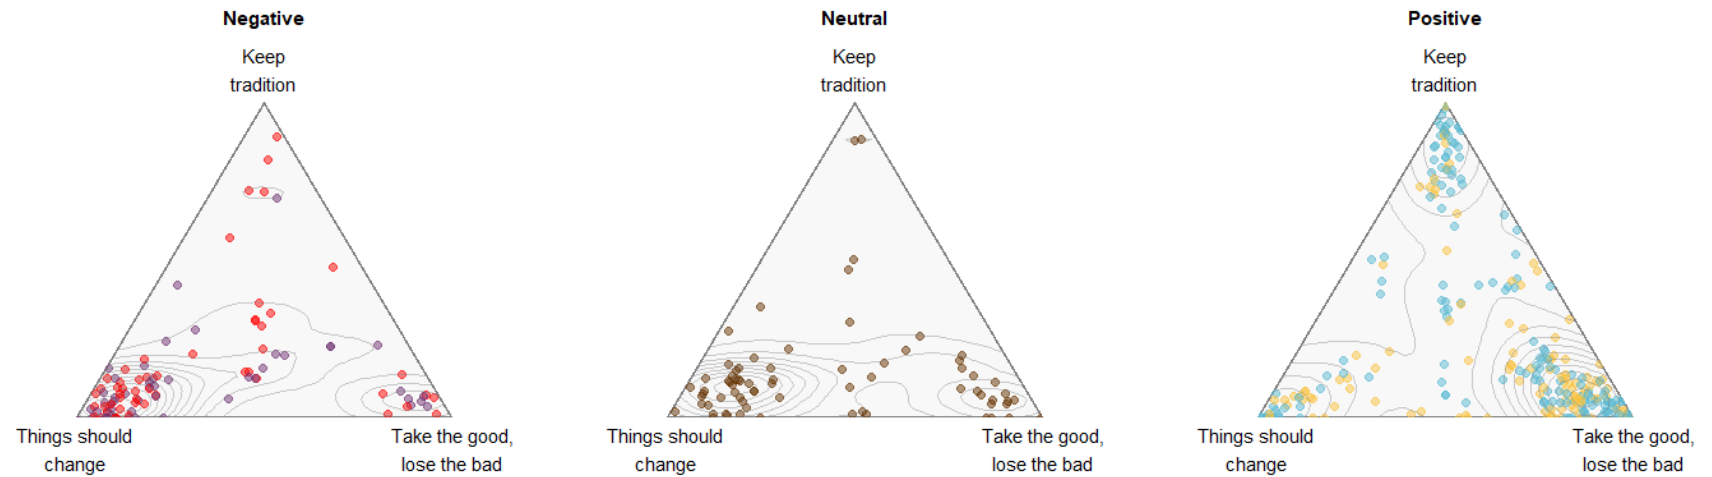 Negative
Keep
tradition
Things should
change
Take the good,
lose the bad
Neutral
Keep
tradition
Things should
change
Take the good,
lose the bad
Positive
Keep
tradition
Things should
change
Take the good,
lose the bad